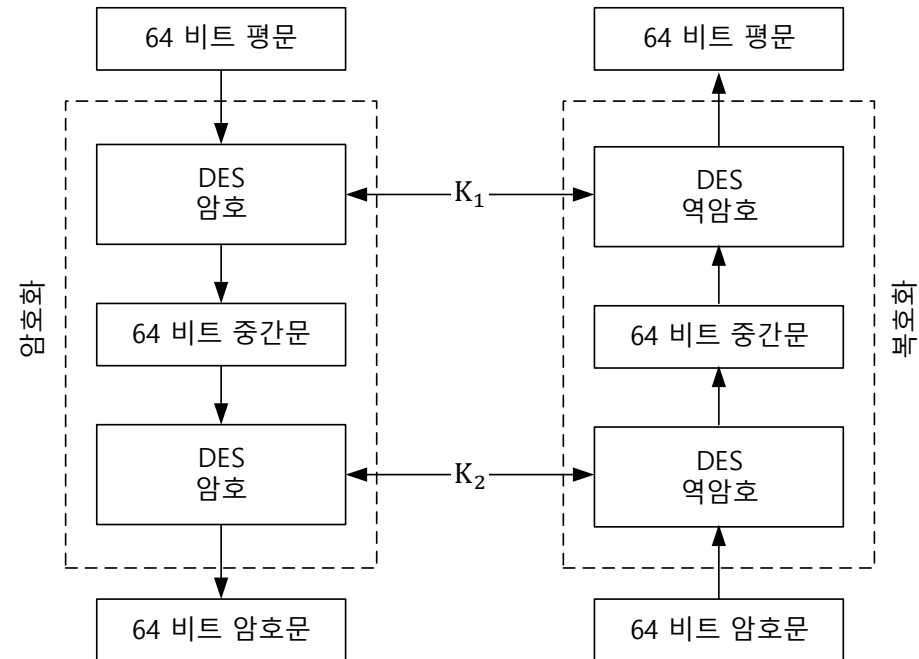 64 비트 평문
64 비트 평문
DES
암호
K₁
DES
역암호
암호화
64 비트 중간문
64 비트 중간문
복호화
DES
암호
K₂
DES
역암호
64 비트 암호문
64 비트 암호문